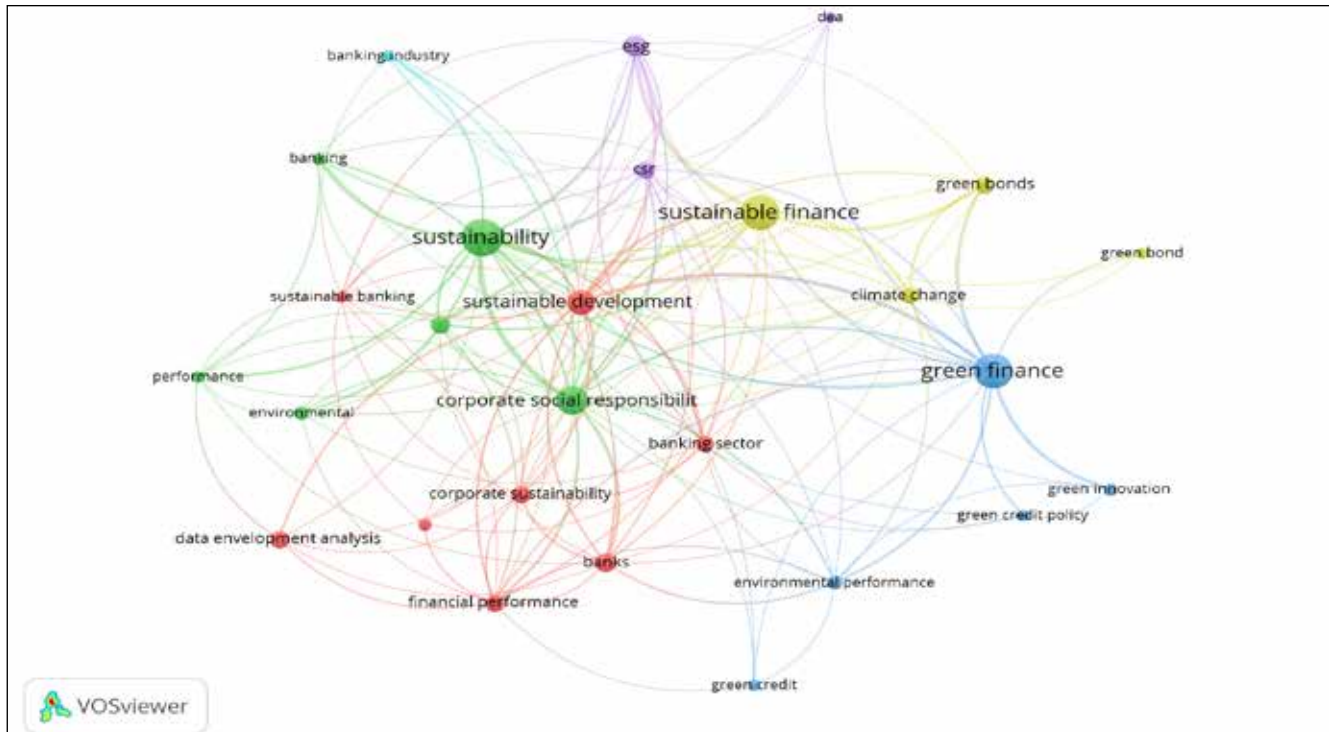 dea
esg
banking industry
banking
csr
green bonds
sustainable finance
sustainability
green bond
sustainable banking
sustainable development
climate change
green finance
performance
corporate social responsibilit
environmental
banking sector
green innovation
corporate sustainability
green credit policy
data envelopment analysis
banks
environmental performance
financial performance
green credit
VOSviewer